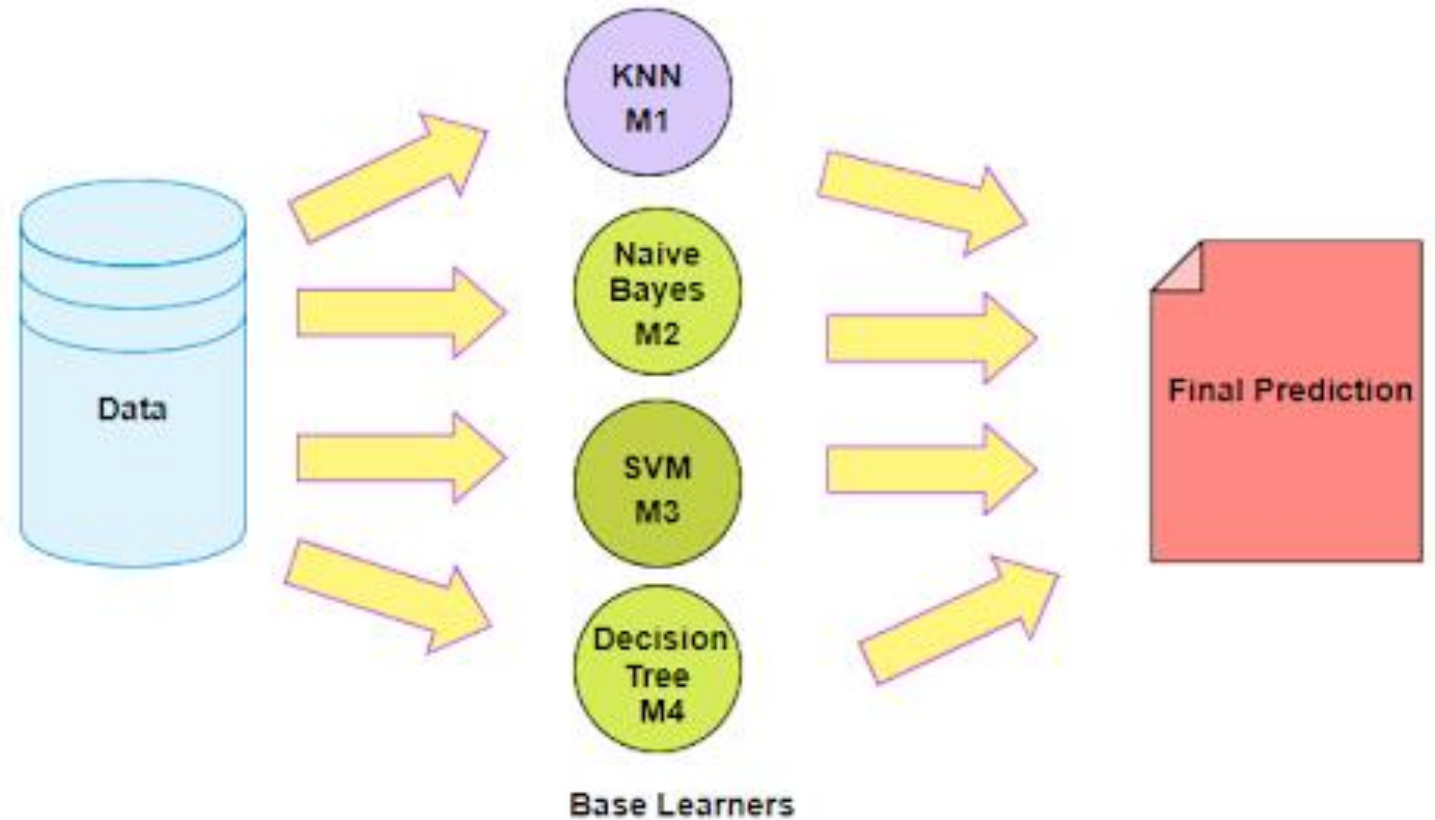 KNN
M1
Naive
Bayes
M2
Data
Final Prediction
SVM
M3
Decision
Tree
M4
Base Learners